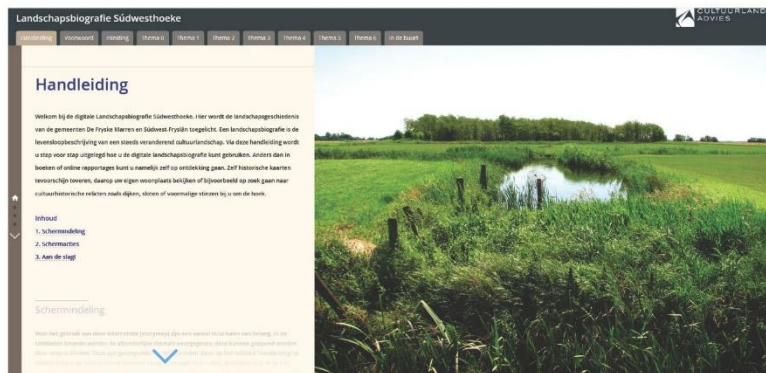 Landschapsbiografie Súdwesthoeke
CULTUURLAND
ADVIES
Handleiding Voorwoord Inleiding Thema 0 Thema 1 Thema 2 Thema 3 Thema 4 Thema 5 Thema 6 In de buurt
Handleiding
Welkom bij de digitale Landschapsbiografie Súdwesthoeke. Hier wordt de landschapsgeschiedenis
van de gemeenten De Fryske Marren en Súdwest-Fryslân toegelicht. Een landschapsbiografie is de
levensloopbeschrijving van een steeds veranderend cultuurlandschap. Via deze handleiding wordt
u stap voor stap uitgelegd hoe u de digitale landschapsbiografie kunt gebruiken. Anders dan in
boeken of online rapportages kunt u namelijk zelf op ontdekking gaan. Zelf historische kaarten
tevoorschijn toveren, daarop uw eigen woonplaats bekijken of bijvoorbeeld op zoek gaan naar
cultuurhistorische relicten zoals dijken, sloten of voormalige stinzen bij u om de hoek.
Inhoud
1. Schermindeling
2. Schermacties
3. Aan de slag!
Schermindeling